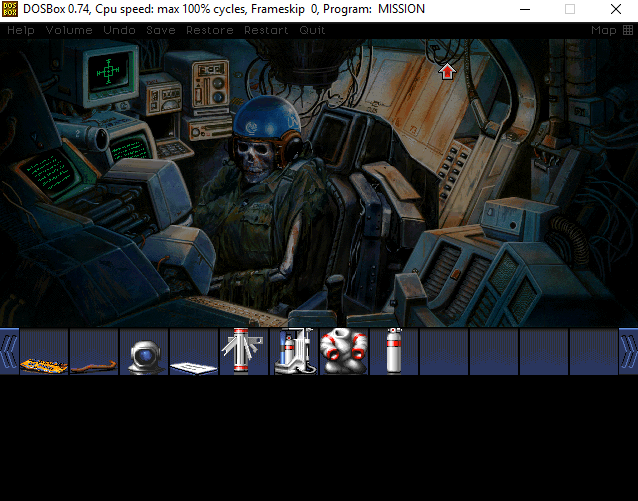 DOSBox 0.74, Cpu speed: max 100% cycles, Frameskip 0, Program: MISSION
Help Volume Undo Save Restore Restart Quit Map